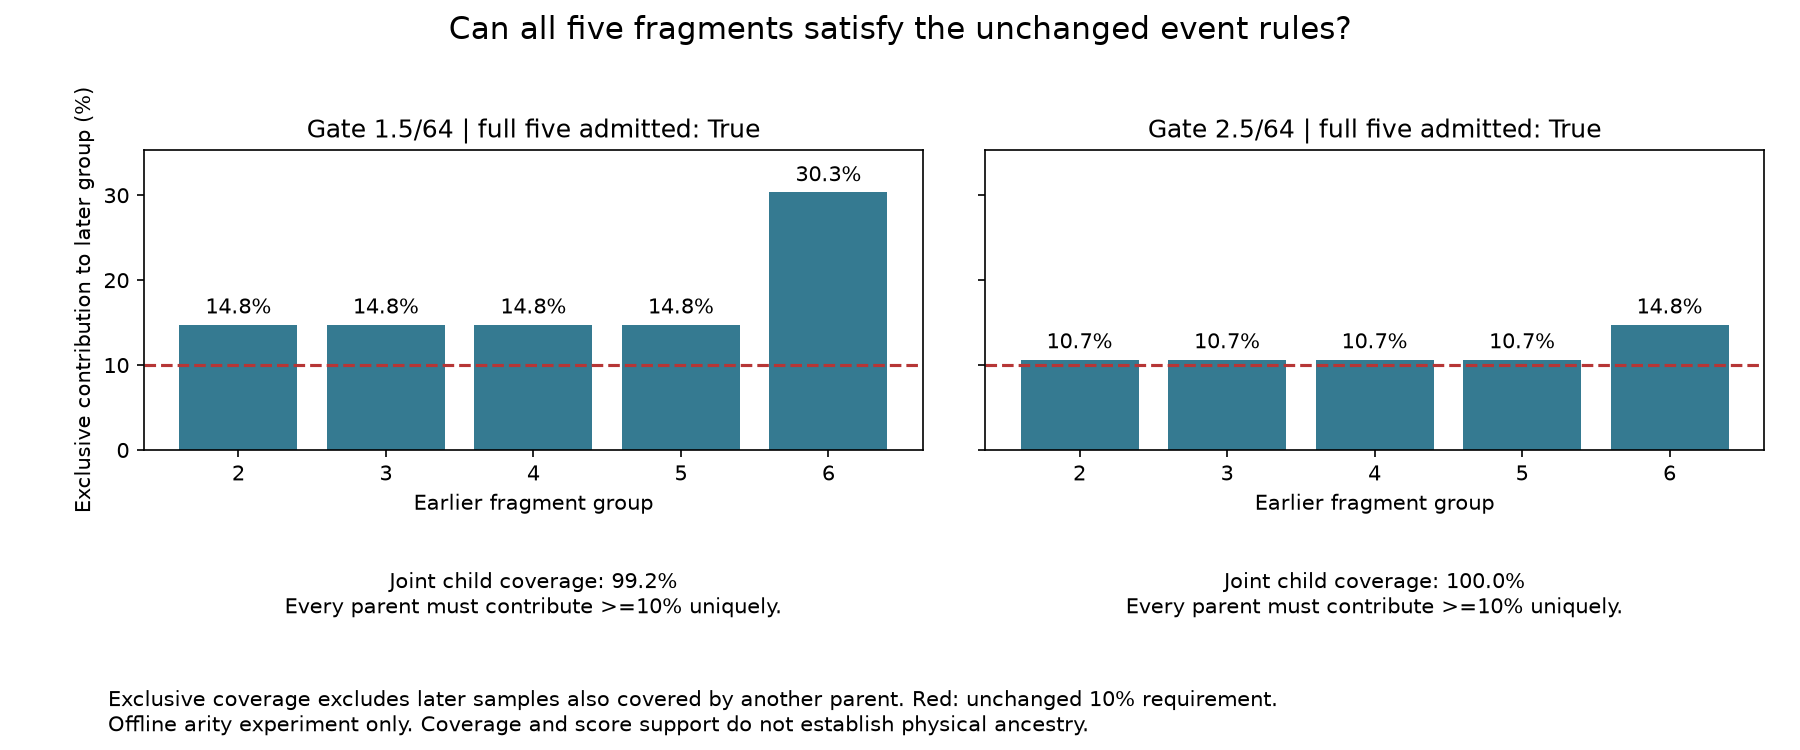 Can all five fragments satisfy the unchanged event rules?
Exclusive contribution to later group (%)
Gate 1.5/64 | full five admitted: True
30
20
10
0
14.8%
14.8%
14.8%
14.8%
30.3%
2
3
4
5
6
Earlier fragment group
Joint child coverage: 99.2%
Every parent must contribute >=10% uniquely.
Gate 2.5/64 | full five admitted: True
10.7%
10.7%
10.7%
10.7%
14.8%
2
3
4
5
6
Earlier fragment group
Joint child coverage: 100.0%
Every parent must contribute >=10% uniquely.
Exclusive coverage excludes later samples also covered by another parent. Red: unchanged 10% requirement.
Offline arity experiment only. Coverage and score support do not establish physical ancestry.